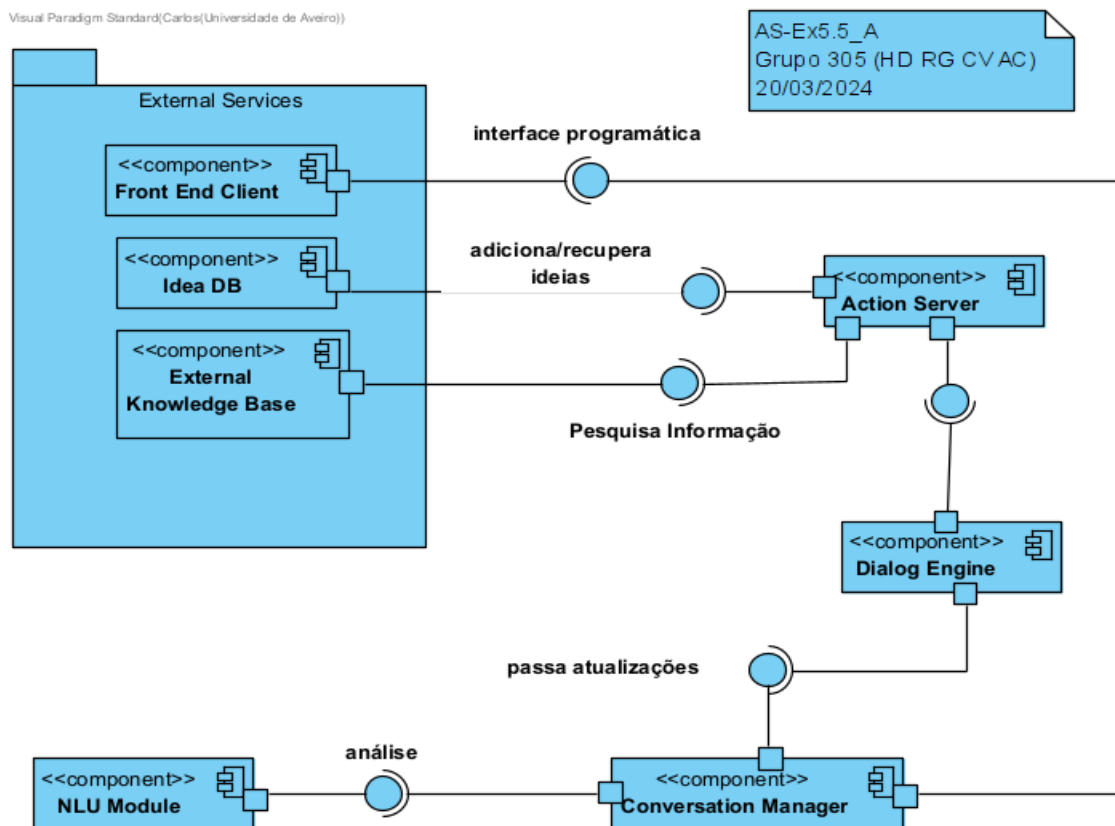 Visual Paradigm Standard(Carlos(Universidade de Aveiro))
AS-Ex5.5_A
Grupo 305 (HD RG CV AC)
20/03/2024
External Services
<<component>>
Front End Client
interface programática
<<component>>
Idea DB
adiciona/recupera
ideias
<<component>>
Action Server
<<component>>
External
Knowledge Base
Pesquisa Informação
<<component>>
Dialog Engine
passa atualizações
<<component>>
NLU Module
análise
<<component>>
Conversation Manager